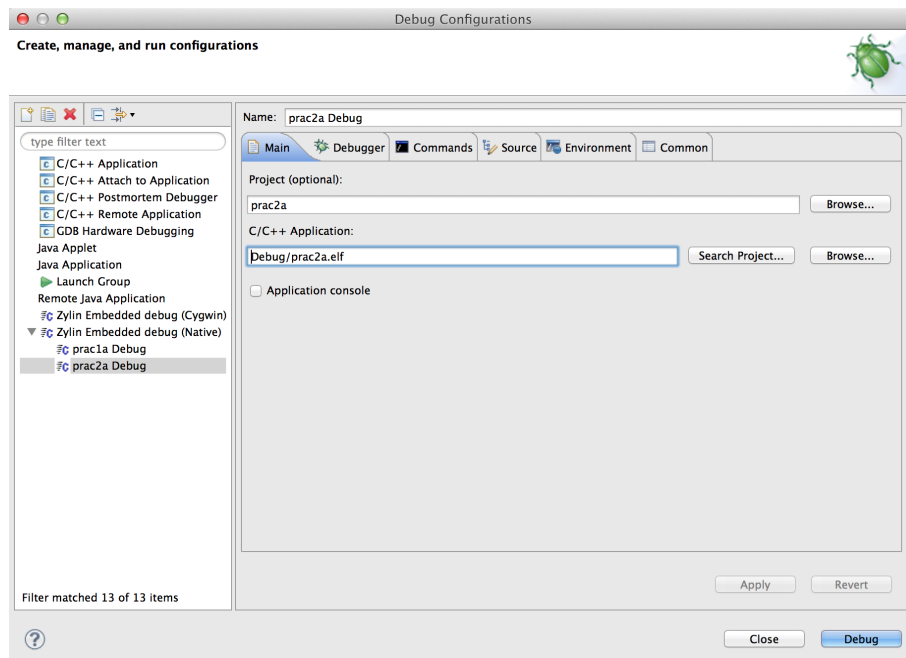 Debug Configurations
Create, manage, and run configurations
Name: prac2a Debug
type filter text
C/C++ Application
C/C++ Attach to Application
C/C++ Postmortem Debugger
C/C++ Remote Application
GDB Hardware Debugging
Java Applet
Java Application
Launch Group
Remote Java Application
Zylin Embedded debug (Cygwin)
Zylin Embedded debug (Native)
prac1a Debug
prac2a Debug
Filter matched 13 of 13 items
Main Debugger Commands Source Environment Common
Project (optional):
prac2a Browse...
C/C++ Application:
Debug/prac2a.elf Search Project... Browse...
Application console
Apply Revert
? Close Debug